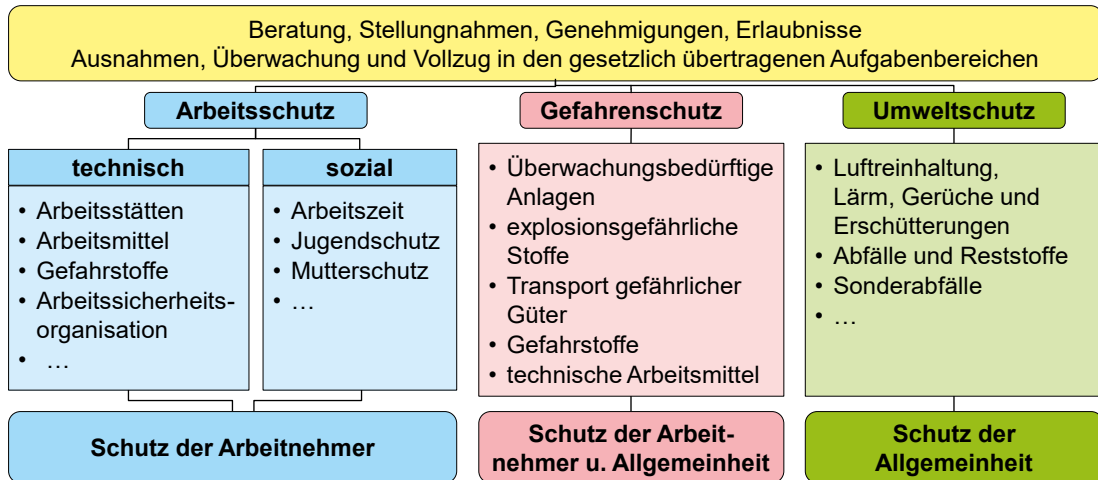 Beratung, Stellungnahmen, Genehmigungen, Erlaubnisse
Ausnahmen, Überwachung und Vollzug in den gesetzlich übertragenen Aufgabenbereichen
Arbeitsschutz
technisch
• Arbeitsstätten
• Arbeitsmittel
• Gefahrstoffe
• Arbeitssicherheits-
organisation
• …
sozial
• Arbeitszeit
• Jugendschutz
• Mutterschutz
• …
Schutz der Arbeitnehmer
Gefahrenschutz
• Überwachungsbedürftige
Anlagen
• explosionsgefährliche
Stoffe
• Transport gefährlicher
Güter
• Gefahrstoffe
• technische Arbeitsmittel
Schutz der Arbeit-
nehmer u. Allgemeinheit
Umweltschutz
• Luftreinhaltung,
Lärm, Gerüche und
Erschütterungen
• Abfälle und Reststoffe
• Sonderabfälle
• …
Schutz der
Allgemeinheit